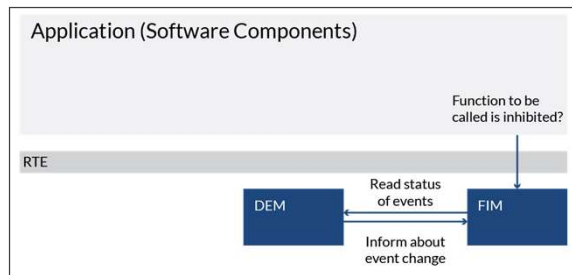 Application (Software Components)
Function to be
called is inhibited?
RTE
Read status
of events
DEM
FIM
Inform about
event change